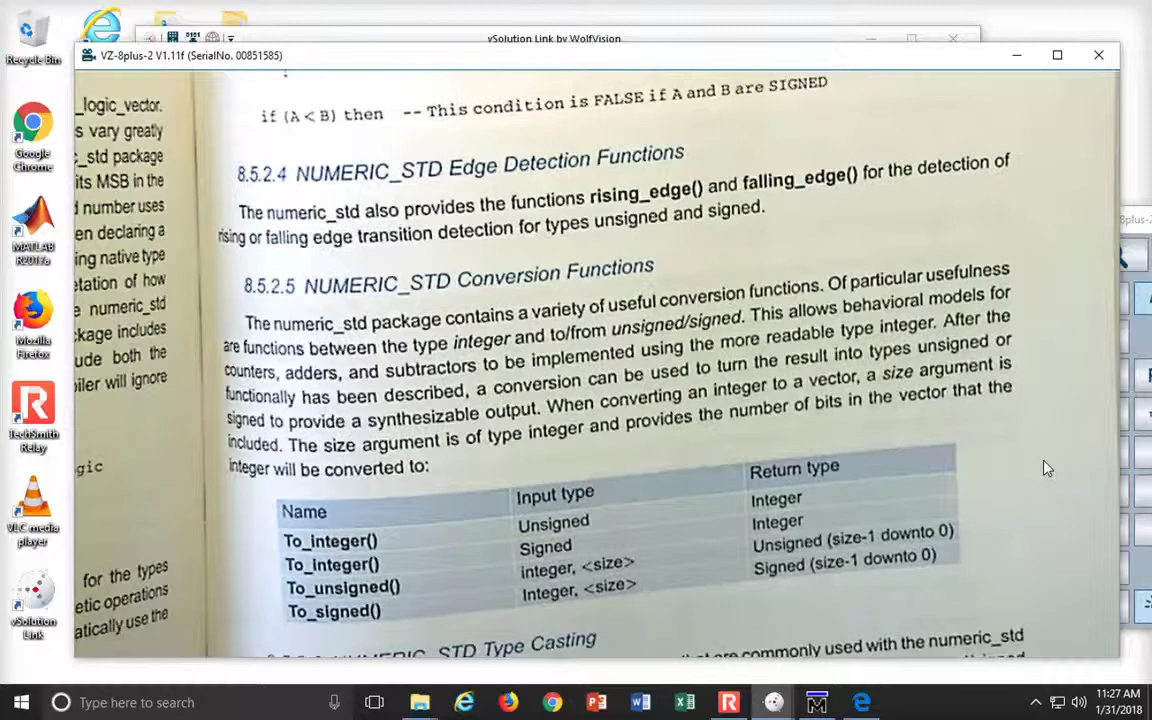 Recycle Bin
vSolution Link by WolfVision
VZ-8plus-2 V1.11f (SerialNo. 00851585)
_logic_vector.
s vary greatly
_std package
its MSB in the
d number uses
en declaring a
ing native type
etation of how
e numeric_std
kage includes
ude both the
piler will ignore
gic
for the types
etic operations
atically use the
if (A < B) then -- This condition is FALSE if A and B are SIGNED
8.5.2.4 NUMERIC_STD Edge Detection Functions
The numeric_std also provides the functions rising_edge() and falling_edge() for the detection of
rising or falling edge transition detection for types unsigned and signed.
8.5.2.5 NUMERIC_STD Conversion Functions
The numeric_std package contains a variety of useful conversion functions. Of particular usefulness
are functions between the type integer and to/from unsigned/signed. This allows behavioral models for
counters, adders, and subtractors to be implemented using the more readable type integer. After the
functionally has been described, a conversion can be used to turn the result into types unsigned or
signed to provide a synthesizable output. When converting an integer to a vector, a size argument is
included. The size argument is of type integer and provides the number of bits in the vector that the
integer will be converted to:
Name Input type Return type
To_integer() Unsigned Integer
To_integer() Signed Integer
To_unsigned() integer, <size> Unsigned (size-1 downto 0)
To_signed() Integer, <size> Signed (size-1 downto 0)
NUMERIC_STD Type Casting
that are commonly used with the numeric_std
Google
Chrome
MATLAB
R2017a
Mozilla
Firefox
TechSmith
Relay
VLC media
player
vSolution
Link
8plus-
Type here to search
11:27 AM
1/31/2018